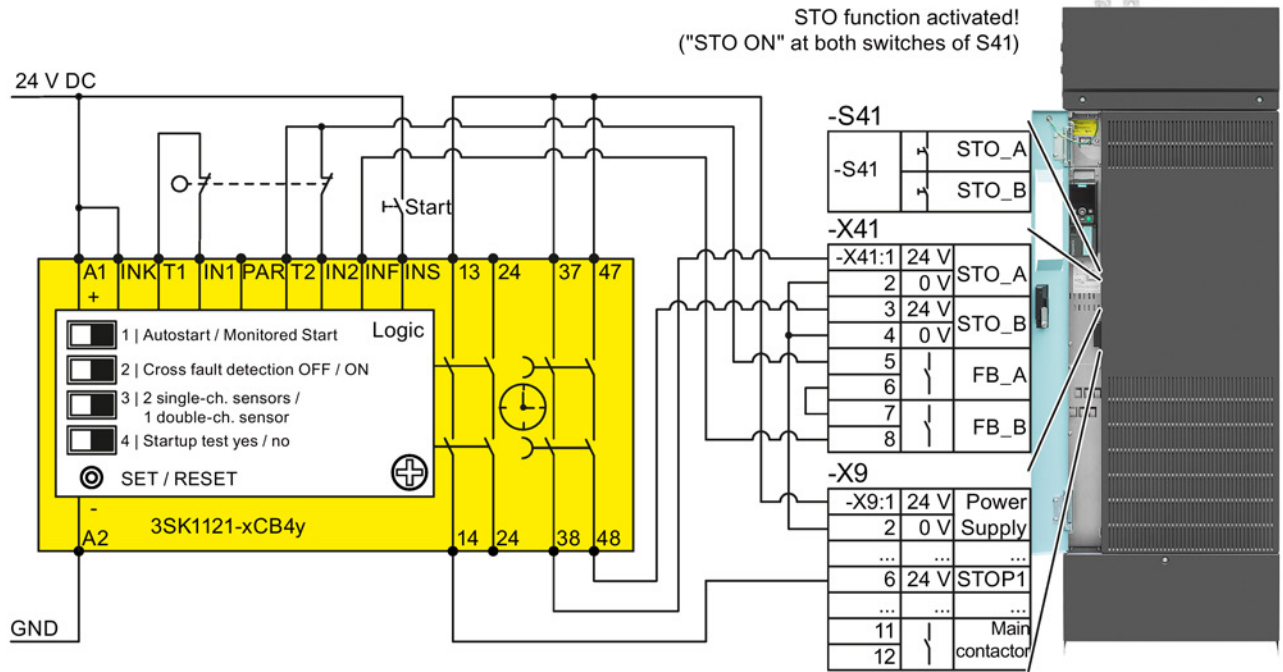 STO function activated!
("STO ON" at both switches of S41)
24 V DC
Start
A1 INK T1 IN1 PAR T2 IN2 INF INS 13 24 37 47
+
Logic
1 | Autostart / Monitored Start
2 | Cross fault detection OFF / ON
3 | 2 single-ch. sensors /
1 double-ch. sensor
4 | Startup test yes / no
SET / RESET
-
3SK1121-xCB4y
A2 14 24 38 48
GND
-S41
-S41 STO_A
STO_B
-X41
-X41:1 24 V STO_A
2 0 V
3 24 V STO_B
4 0 V
5 FB_A
6
7 FB_B
8
-X9
-X9:1 24 V Power
2 0 V Supply
... ... ...
6 24 V STOP1
... ... ...
11 Main
12 contactor